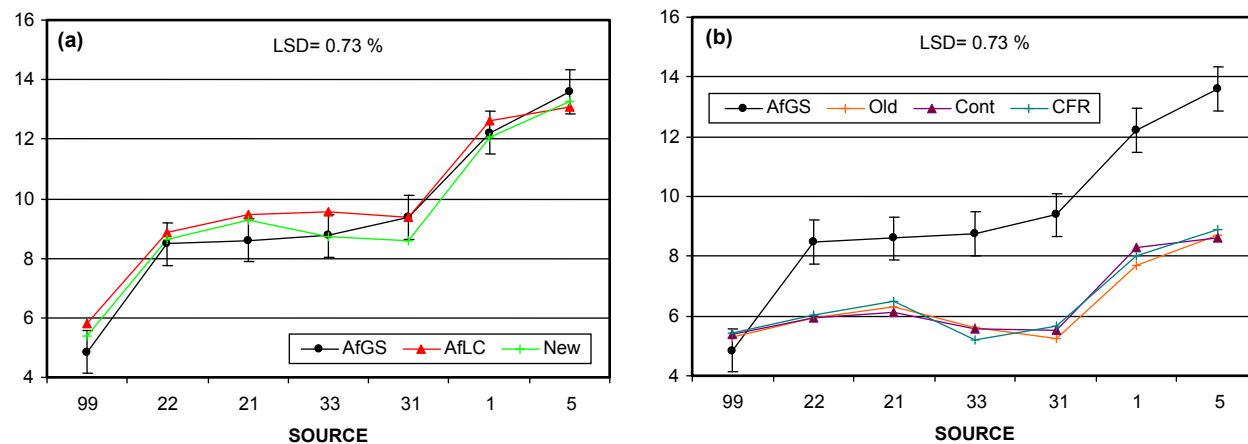 (a)
LSD= 0.73 %
16
14
12
10
8
6
4
AfGS AfLC New
99 22 21 33 31 1 5
SOURCE
(b)
LSD= 0.73 %
16
14
12
10
8
6
4
AfGS Old Cont CFR
99 22 21 33 31 1 5
SOURCE